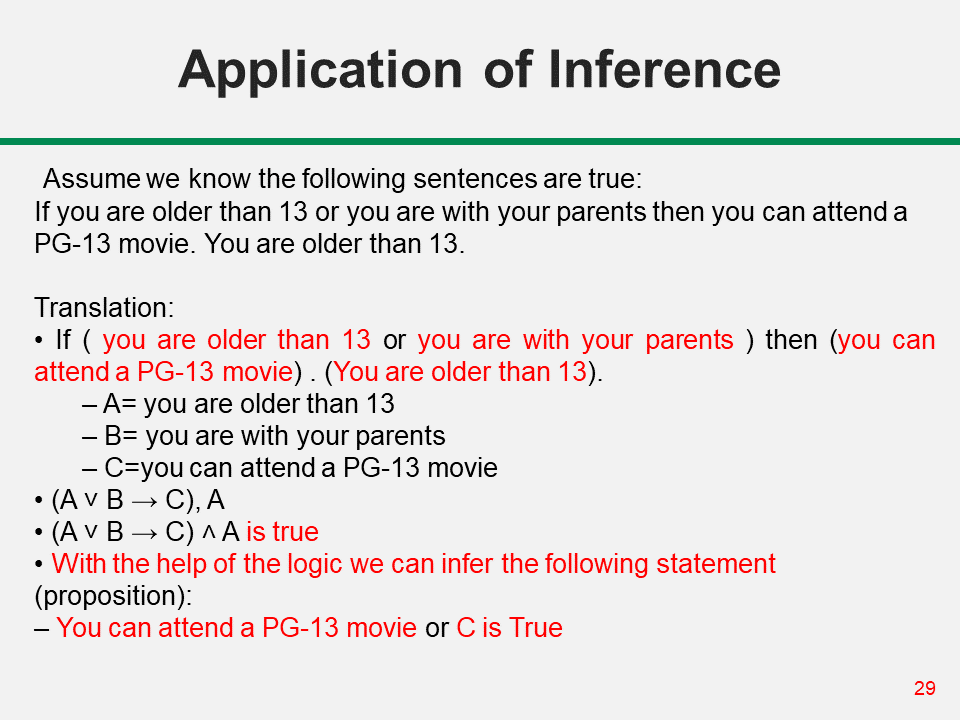 Application of Inference
Assume we know the following sentences are true:
If you are older than 13 or you are with your parents then you can attend a
PG-13 movie. You are older than 13.
Translation:
• If ( you are older than 13 or you are with your parents ) then (you can
attend a PG-13 movie) . (You are older than 13).
– A= you are older than 13
– B= you are with your parents
– C=you can attend a PG-13 movie
• (A ˅ B → C), A
• (A ˅ B → C) ˄ A is true
• With the help of the logic we can infer the following statement
(proposition):
– You can attend a PG-13 movie or C is True
29